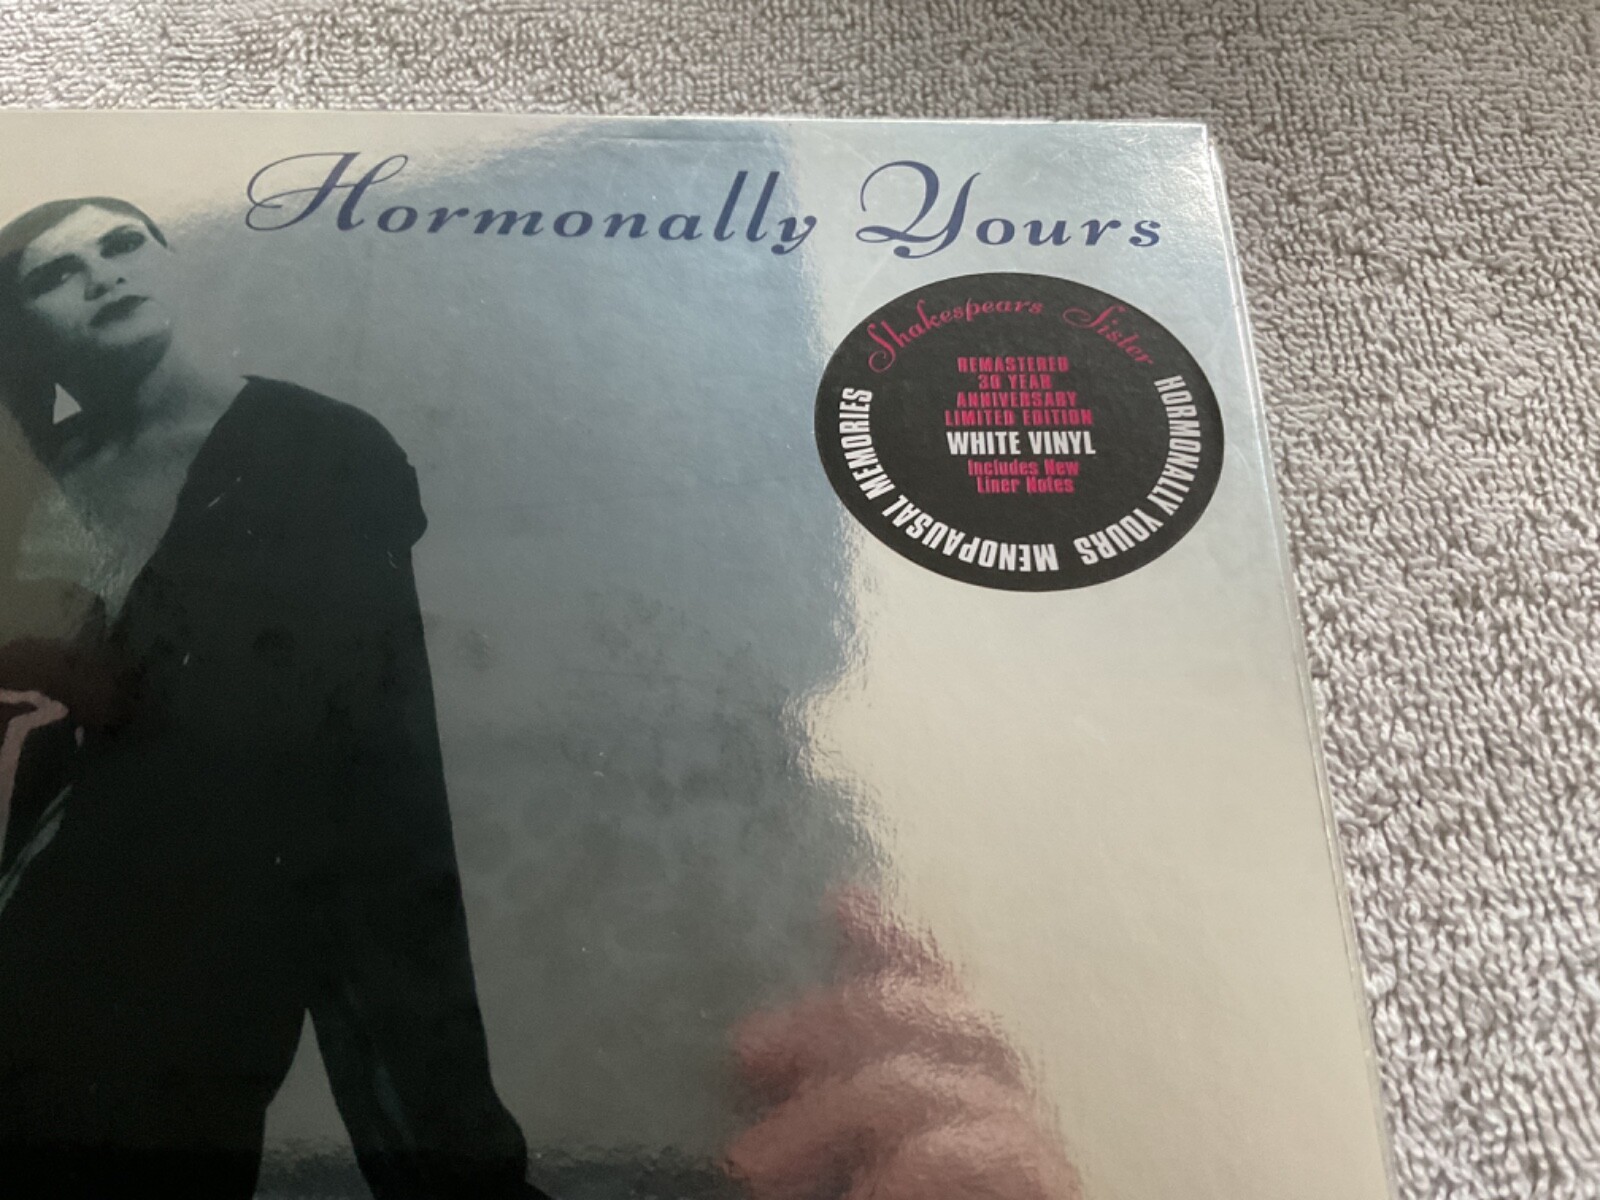 Hormonally Yours
Shakespears Sister
REMASTERED
30 YEAR
ANNIVERSARY
LIMITED EDITION
WHITE VINYL
Includes New
Liner Notes
HORMONALLY YOURS MENOPAUSAL MEMORIES